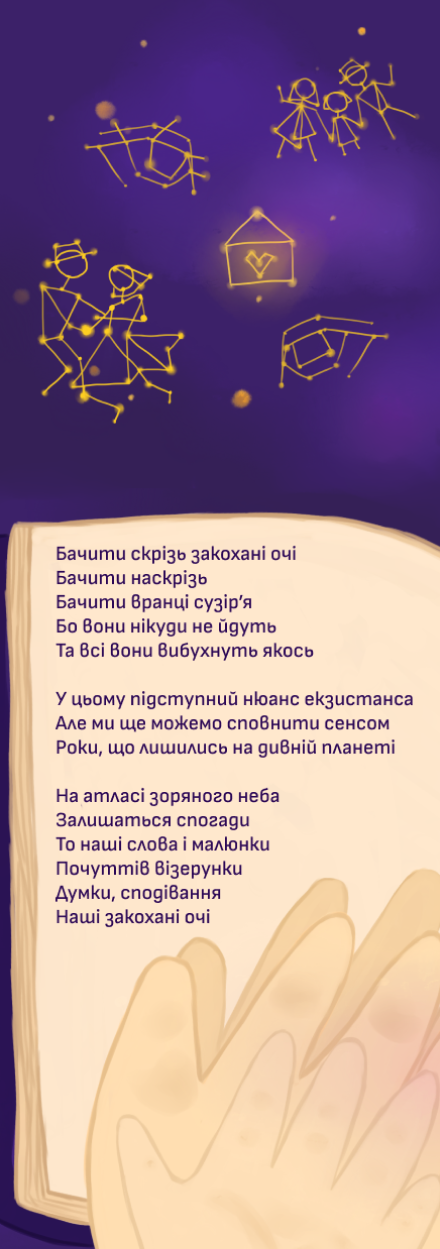 Бачити скрізь закохані очі
Бачити наскрізь
Бачити вранці сузір’я
Бо вони нікуди не йдуть
Та всі вони вибухнуть якось

У цьому підступний нюанс екзистанса
Але ми ще можемо сповнити сенсом
Роки, що лишились на дивній планеті

На атласі зоряного неба
Залишаться спогади
То наші слова і малюнки
Почуттів візерунки
Думки, сподівання
Наші закохані очі